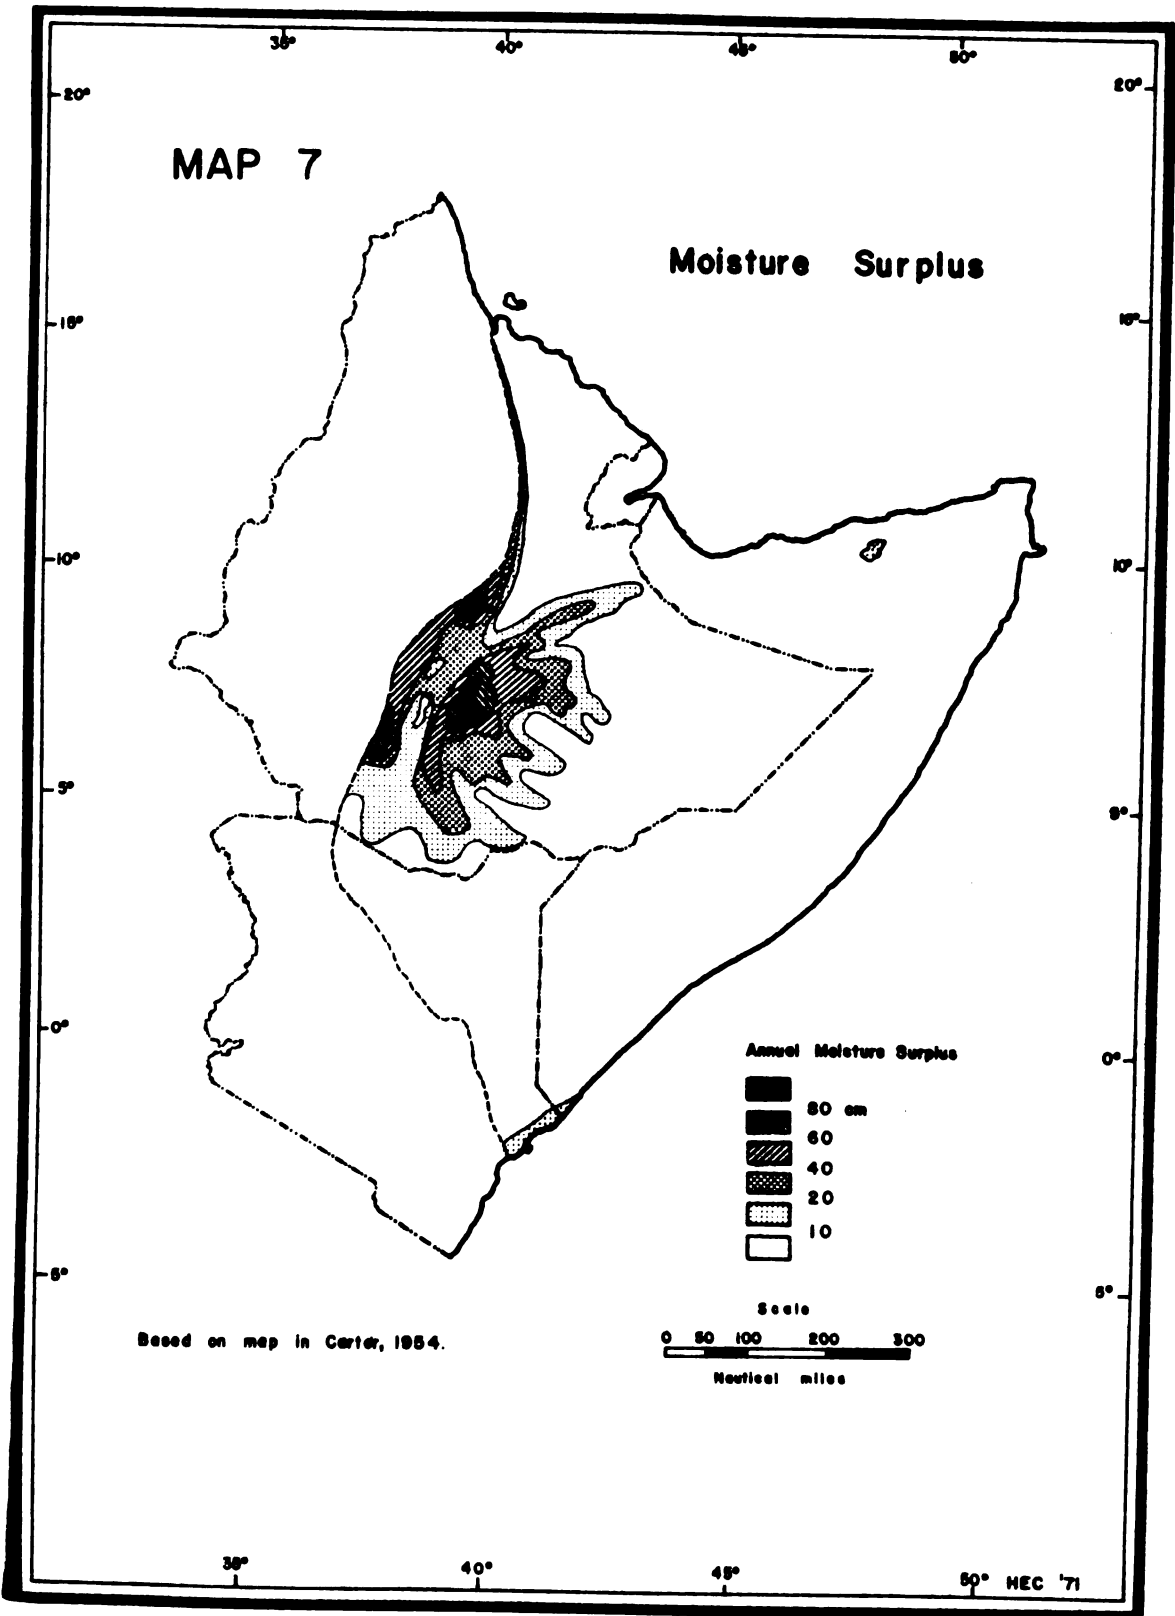 35° 40° 45° 50°
20° 20°
MAP 7
Moisture Surplus
15° 15°
10° 10°
5° 5°
0° 0°
Annual Moisture Surplus
80 cm
60
40
20
10
5° 5°
Scale
0 50 100 200 300
Nautical miles
Based on map in Carter, 1954.
35° 40° 45° 50° HEC '71